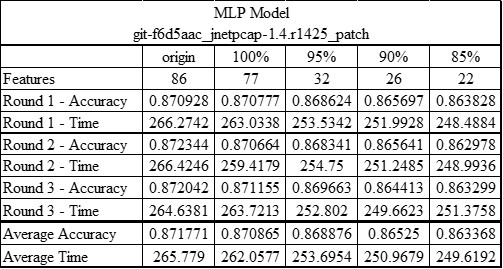 MLP Model
git-f6d5aac_jnetpcap-1.4.r1425_patch
origin 100% 95% 90% 85%
Features 86 77 32 26 22
Round 1 - Accuracy 0.870928 0.870777 0.868624 0.865697 0.863828
Round 1 - Time 266.2742 263.0338 253.5342 251.9928 248.4884
Round 2 - Accuracy 0.872344 0.870664 0.868341 0.865641 0.862978
Round 2 - Time 266.4246 259.4179 254.75 251.2485 248.9936
Round 3 - Accuracy 0.872042 0.871155 0.869663 0.864413 0.863299
Round 3 - Time 264.6381 263.7213 252.802 249.6623 251.3758
Average Accuracy 0.871771 0.870865 0.868876 0.86525 0.863368
Average Time 265.779 262.0577 253.6954 250.9679 249.6192